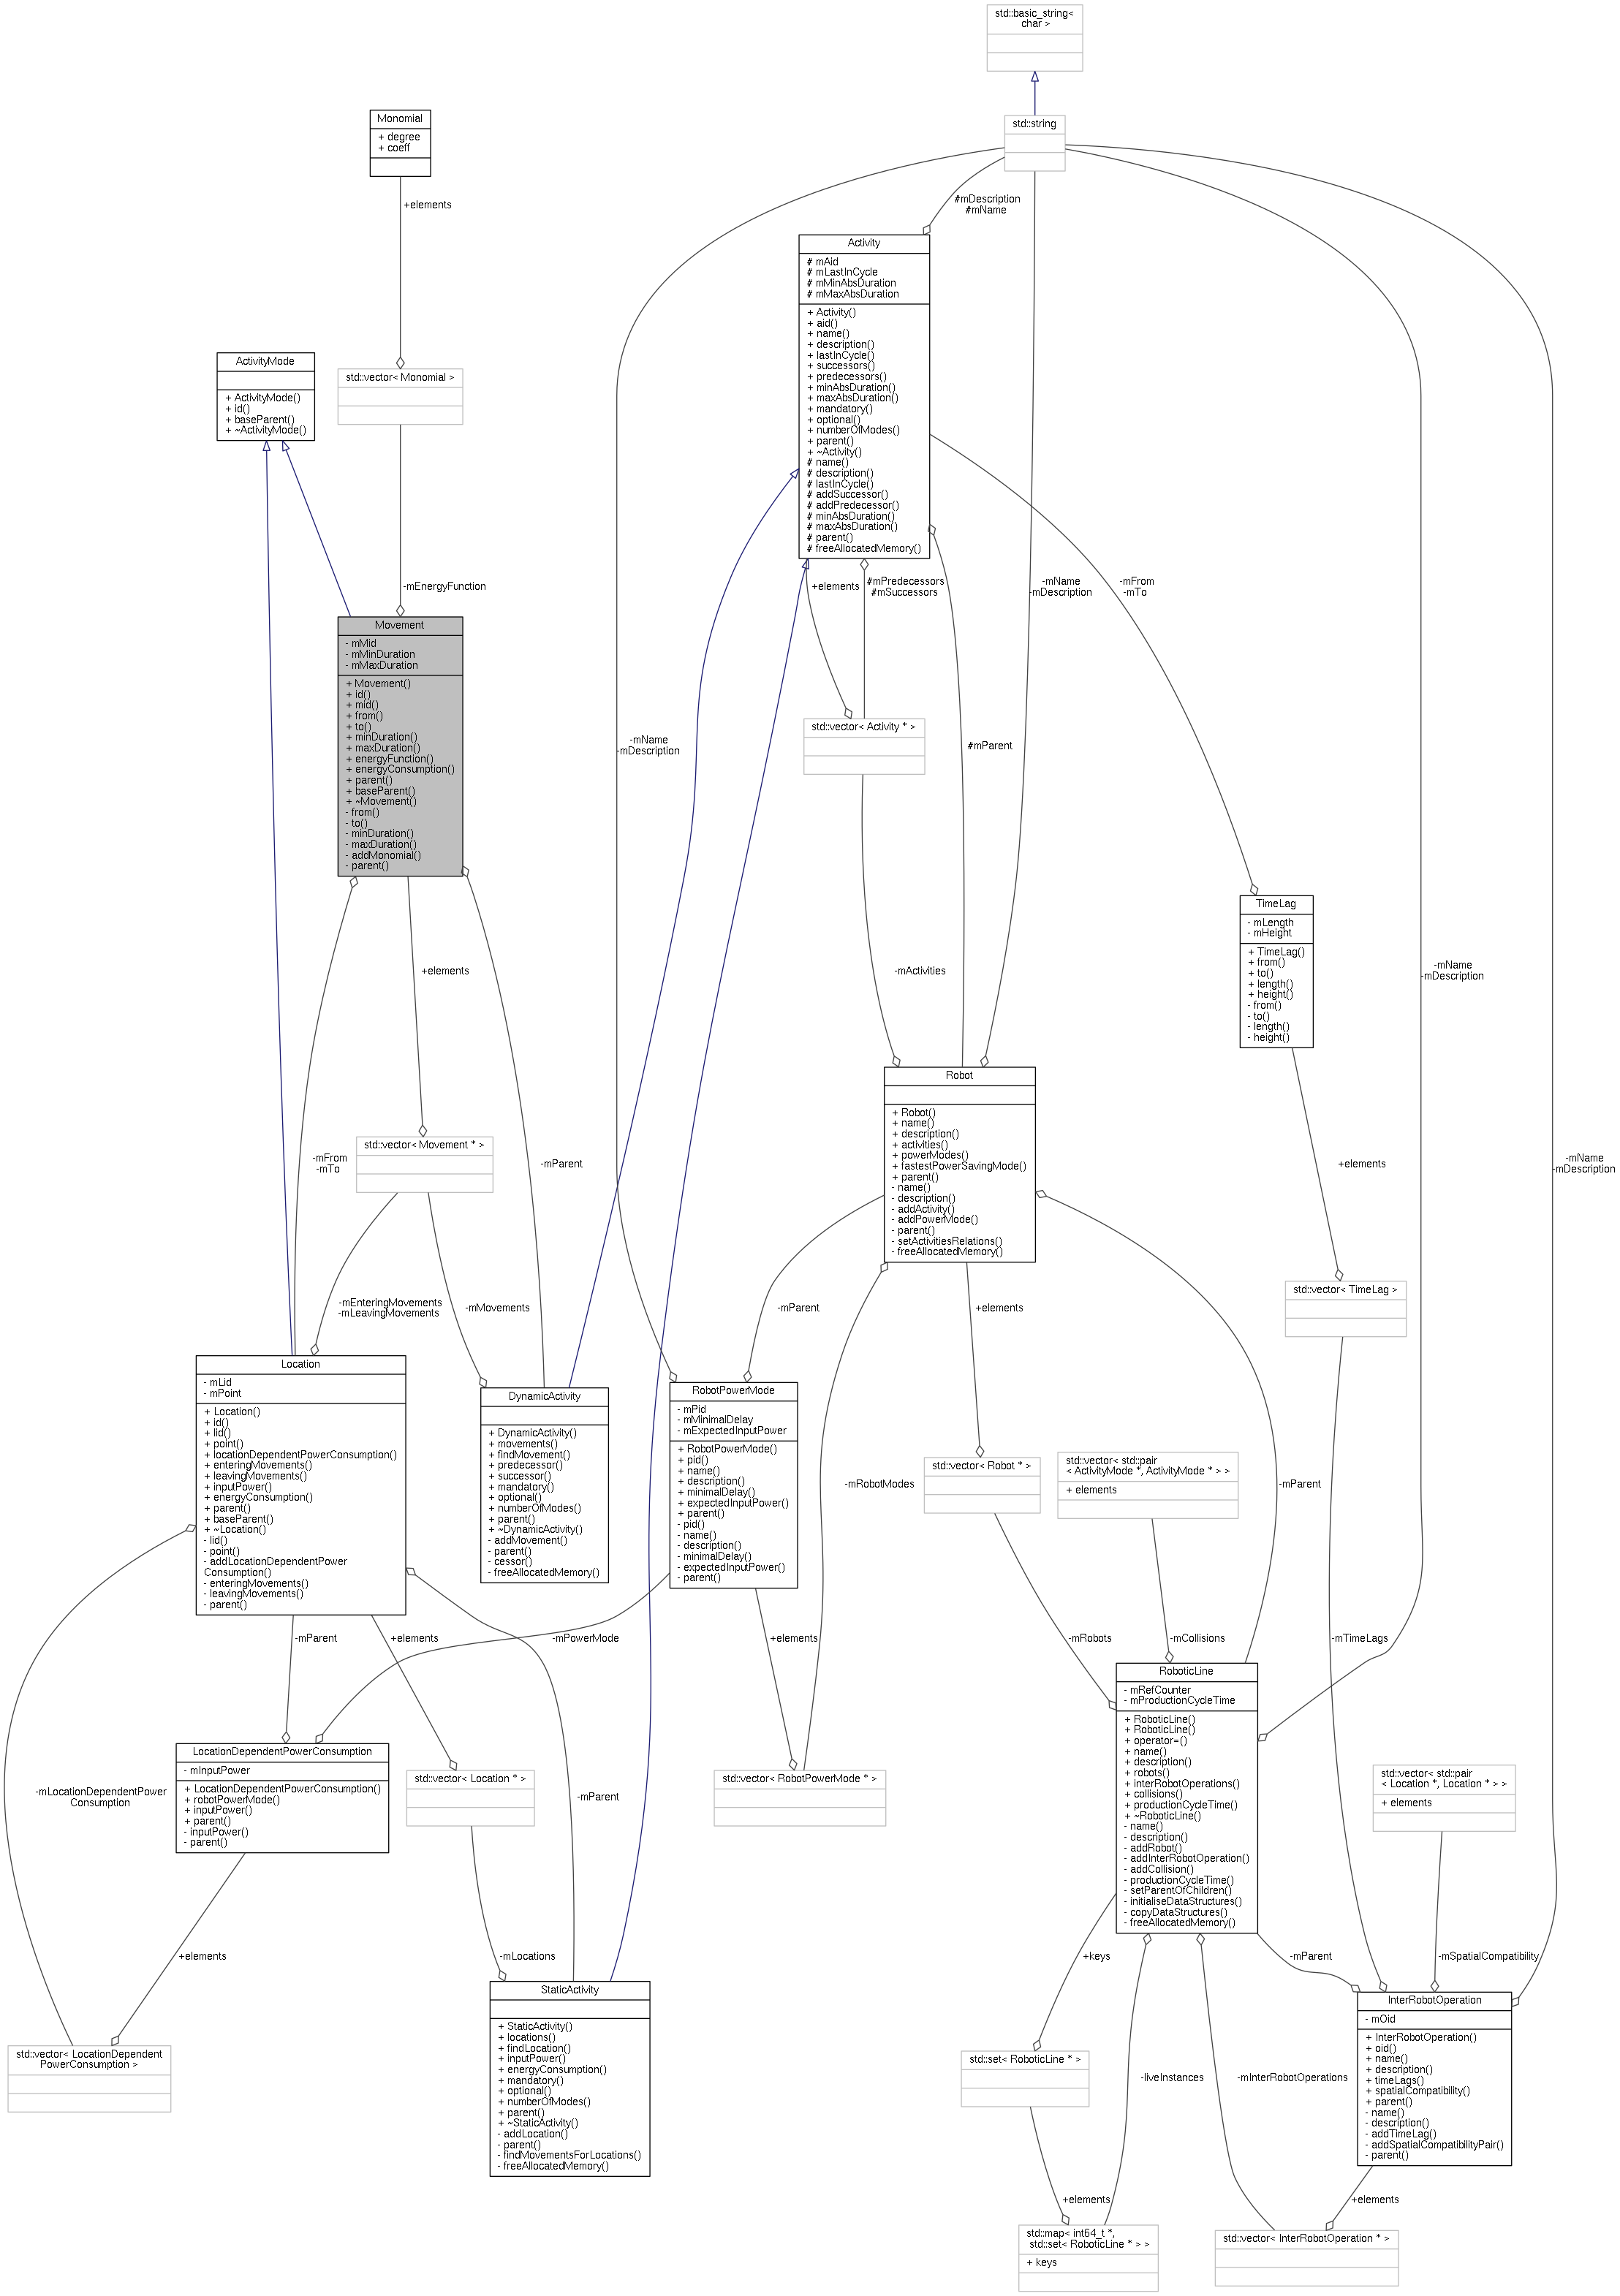 std::basic_string<
char >
std::string
Monomial
+ degree
+ coeff
+elements
#mDescription
#mName
Activity
# mAid
# mLastInCycle
# mMinAbsDuration
# mMaxAbsDuration
+ Activity()
+ aid()
+ name()
+ description()
+ lastInCycle()
+ successors()
+ predecessors()
+ minAbsDuration()
+ maxAbsDuration()
+ mandatory()
+ optional()
+ numberOfModes()
+ parent()
+ ~Activity()
# name()
# description()
# lastInCycle()
# addSuccessor()
# addPredecessor()
# minAbsDuration()
# maxAbsDuration()
# parent()
# freeAllocatedMemory()
ActivityMode
+ ActivityMode()
+ id()
+ baseParent()
+ ~ActivityMode()
std::vector< Monomial >
-mEnergyFunction
+elements
#mPredecessors
#mSuccessors
-mName
-mDescription
-mFrom
-mTo
Movement
- mMid
- mMinDuration
- mMaxDuration
+ Movement()
+ id()
+ mid()
+ from()
+ to()
+ minDuration()
+ maxDuration()
+ energyFunction()
+ energyConsumption()
+ parent()
+ baseParent()
+ ~Movement()
- from()
- to()
- minDuration()
- maxDuration()
- addMonomial()
- parent()
std::vector< Activity * >
-mName
-mDescription
#mParent
TimeLag
- mLength
- mHeight
+ TimeLag()
+ from()
+ to()
+ length()
+ height()
- from()
- to()
- length()
- height()
+elements
-mActivities
-mName
-mDescription
Robot
+ Robot()
+ name()
+ description()
+ activities()
+ powerModes()
+ fastestPowerSavingMode()
+ parent()
- name()
- description()
- addActivity()
- addPowerMode()
- parent()
- setActivitiesRelations()
- freeAllocatedMemory()
std::vector< Movement * >
-mFrom
-mTo
-mParent
+elements
-mName
-mDescription
std::vector< TimeLag >
-mEnteringMovements
-mLeavingMovements
-mMovements
-mParent
+elements
Location
- mLid
- mPoint
+ Location()
+ id()
+ lid()
+ point()
+ locationDependentPowerConsumption()
+ enteringMovements()
+ leavingMovements()
+ inputPower()
+ energyConsumption()
+ parent()
+ baseParent()
+ ~Location()
- lid()
- point()
- addLocationDependentPower
Consumption()
- enteringMovements()
- leavingMovements()
- parent()
DynamicActivity
+ DynamicActivity()
+ movements()
+ findMovement()
+ predecessor()
+ successor()
+ mandatory()
+ optional()
+ numberOfModes()
+ parent()
+ ~DynamicActivity()
- addMovement()
- parent()
- cessor()
- freeAllocatedMemory()
RobotPowerMode
- mPid
- mMinimalDelay
- mExpectedInputPower
+ RobotPowerMode()
+ pid()
+ name()
+ description()
+ minimalDelay()
+ expectedInputPower()
+ parent()
- pid()
- name()
- description()
- minimalDelay()
- expectedInputPower()
- parent()
-mRobotModes
std::vector< Robot * >
std::vector< std::pair
< ActivityMode *, ActivityMode * > >
+ elements
-mParent
-mParent
+elements
-mPowerMode
+elements
-mRobots
-mCollisions
-mTimeLags
RoboticLine
- mRefCounter
- mProductionCycleTime
+ RoboticLine()
+ RoboticLine()
+ operator=()
+ name()
+ description()
+ robots()
+ interRobotOperations()
+ collisions()
+ productionCycleTime()
+ ~RoboticLine()
- name()
- description()
- addRobot()
- addInterRobotOperation()
- addCollision()
- productionCycleTime()
- setParentOfChildren()
- initialiseDataStructures()
- copyDataStructures()
- freeAllocatedMemory()
LocationDependentPowerConsumption
- mInputPower
+ LocationDependentPowerConsumption()
+ robotPowerMode()
+ inputPower()
+ parent()
- inputPower()
- parent()
std::vector< Location * >
std::vector< RobotPowerMode * >
std::vector< std::pair
< Location *, Location * > >
+ elements
-mLocationDependentPower
Consumption
-mParent
+elements
-mLocations
+keys
-mParent
-mSpatialCompatibility
StaticActivity
+ StaticActivity()
+ locations()
+ findLocation()
+ inputPower()
+ energyConsumption()
+ mandatory()
+ optional()
+ numberOfModes()
+ parent()
+ ~StaticActivity()
- addLocation()
- parent()
- findMovementsForLocations()
- freeAllocatedMemory()
InterRobotOperation
- mOid
+ InterRobotOperation()
+ oid()
+ name()
+ description()
+ timeLags()
+ spatialCompatibility()
+ parent()
- name()
- description()
- addTimeLag()
- addSpatialCompatibilityPair()
- parent()
std::vector< LocationDependent
PowerConsumption >
std::set< RoboticLine * >
-liveInstances
-mInterRobotOperations
+elements
+elements
std::map< int64_t *,
std::set< RoboticLine * > >
+ keys
std::vector< InterRobotOperation * >